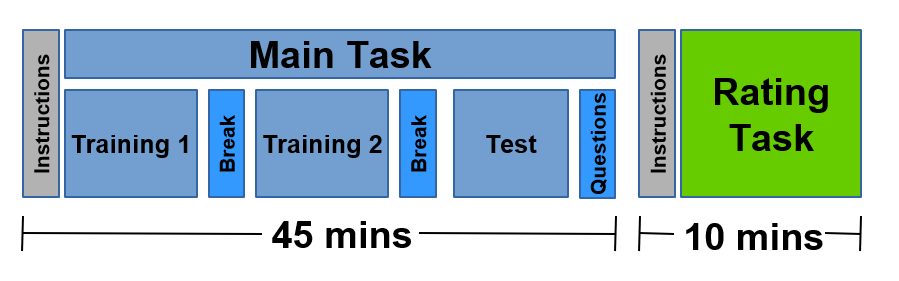 Instructions
Main Task
Training 1
Break
Training 2
Break
Test
Questions
45 mins
Instructions
Rating
Task
10 mins